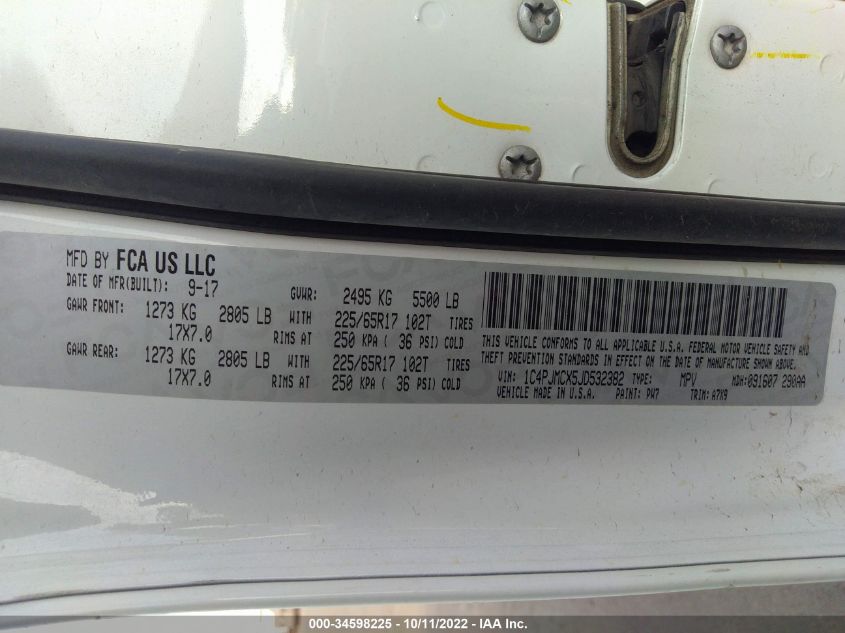 MFD BY FCA US LLC
DATE OF MFR(BUILT): 9-17 GVWR: 2495 KG 5500 LB
GAWR FRONT: 1273 KG 2805 LB WITH 225/65R17 102T TIRES
17X7.0 RIMS AT 250 KPA ( 36 PSI) COLD
GAWR REAR: 1273 KG 2805 LB WITH 225/65R17 102T TIRES
17X7.0 RIMS AT 250 KPA ( 36 PSI) COLD
THIS VEHICLE CONFORMS TO ALL APPLICABLE U.S.A. FEDERAL MOTOR VEHICLE SAFETY AND
THEFT PREVENTION STANDARDS IN EFFECT ON THE DATE OF MANUFACTURE SHOWN ABOVE.
VIN: 1C4PJMCX5JD532382 TYPE: MPV MDH: 091607 290AA
VEHICLE MADE IN U.S.A. PAINT: PW7 TRIM: A7X9
000-34598225 - 10/11/2022 - IAA Inc.